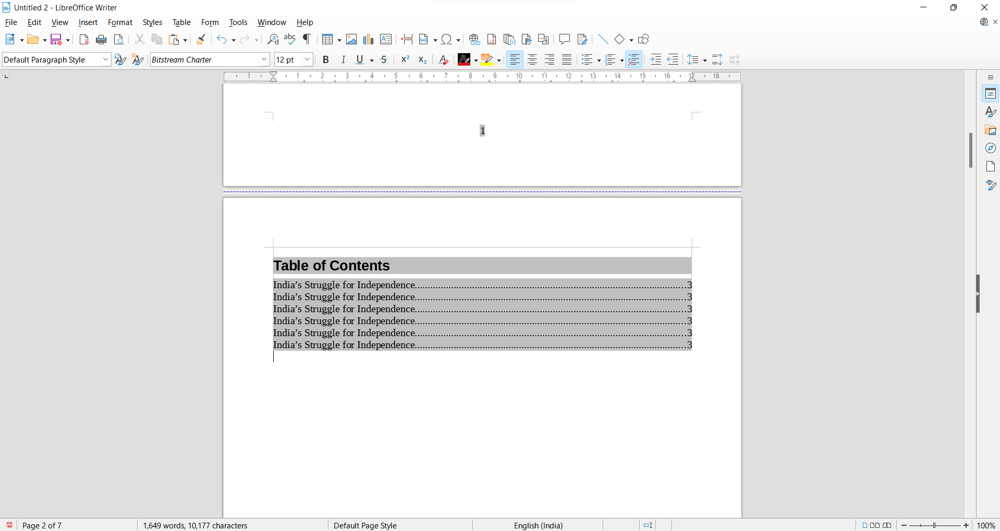 Untitled 2 - LibreOffice Writer
File Edit View Insert Format Styles Table Form Tools Window Help
Default Paragraph Style Bitstream Charter 12 pt
1 1 2 3 4 5 6 7 8 9 10 11 12 13 14 15 16 17 18
1
Table of Contents
India’s Struggle for Independence.....................................................................................................3
India’s Struggle for Independence.....................................................................................................3
India’s Struggle for Independence.....................................................................................................3
India’s Struggle for Independence.....................................................................................................3
India’s Struggle for Independence.....................................................................................................3
India’s Struggle for Independence.....................................................................................................3
Page 2 of 7 1,649 words, 10,177 characters Default Page Style English (India) 100%